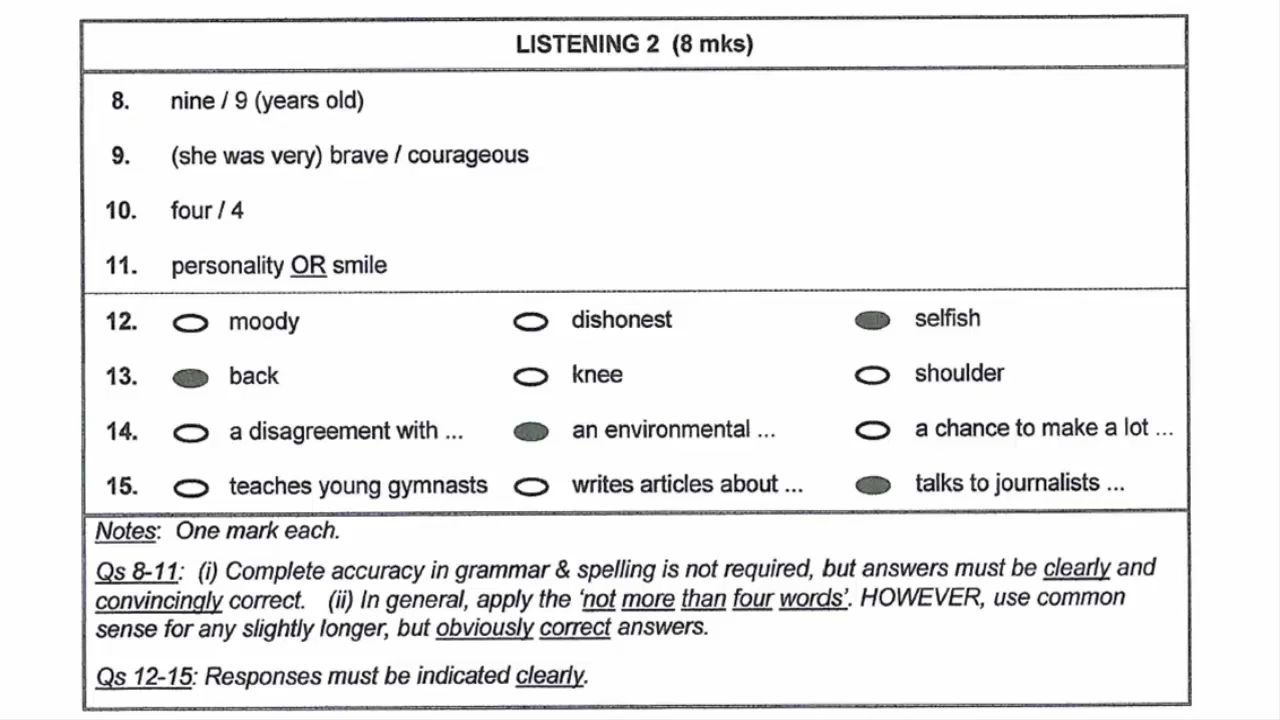 LISTENING 2 (8 mks)
8. nine / 9 (years old)
9. (she was very) brave / courageous
10. four / 4
11. personality OR smile
12. moody dishonest selfish
13. back knee shoulder
14. a disagreement with ... an environmental ... a chance to make a lot ...
15. teaches young gymnasts writes articles about ... talks to journalists ...
Notes: One mark each.
Qs 8-11: (i) Complete accuracy in grammar & spelling is not required, but answers must be clearly and
convincingly correct. (ii) In general, apply the 'not more than four words'. HOWEVER, use common
sense for any slightly longer, but obviously correct answers.
Qs 12-15: Responses must be indicated clearly.